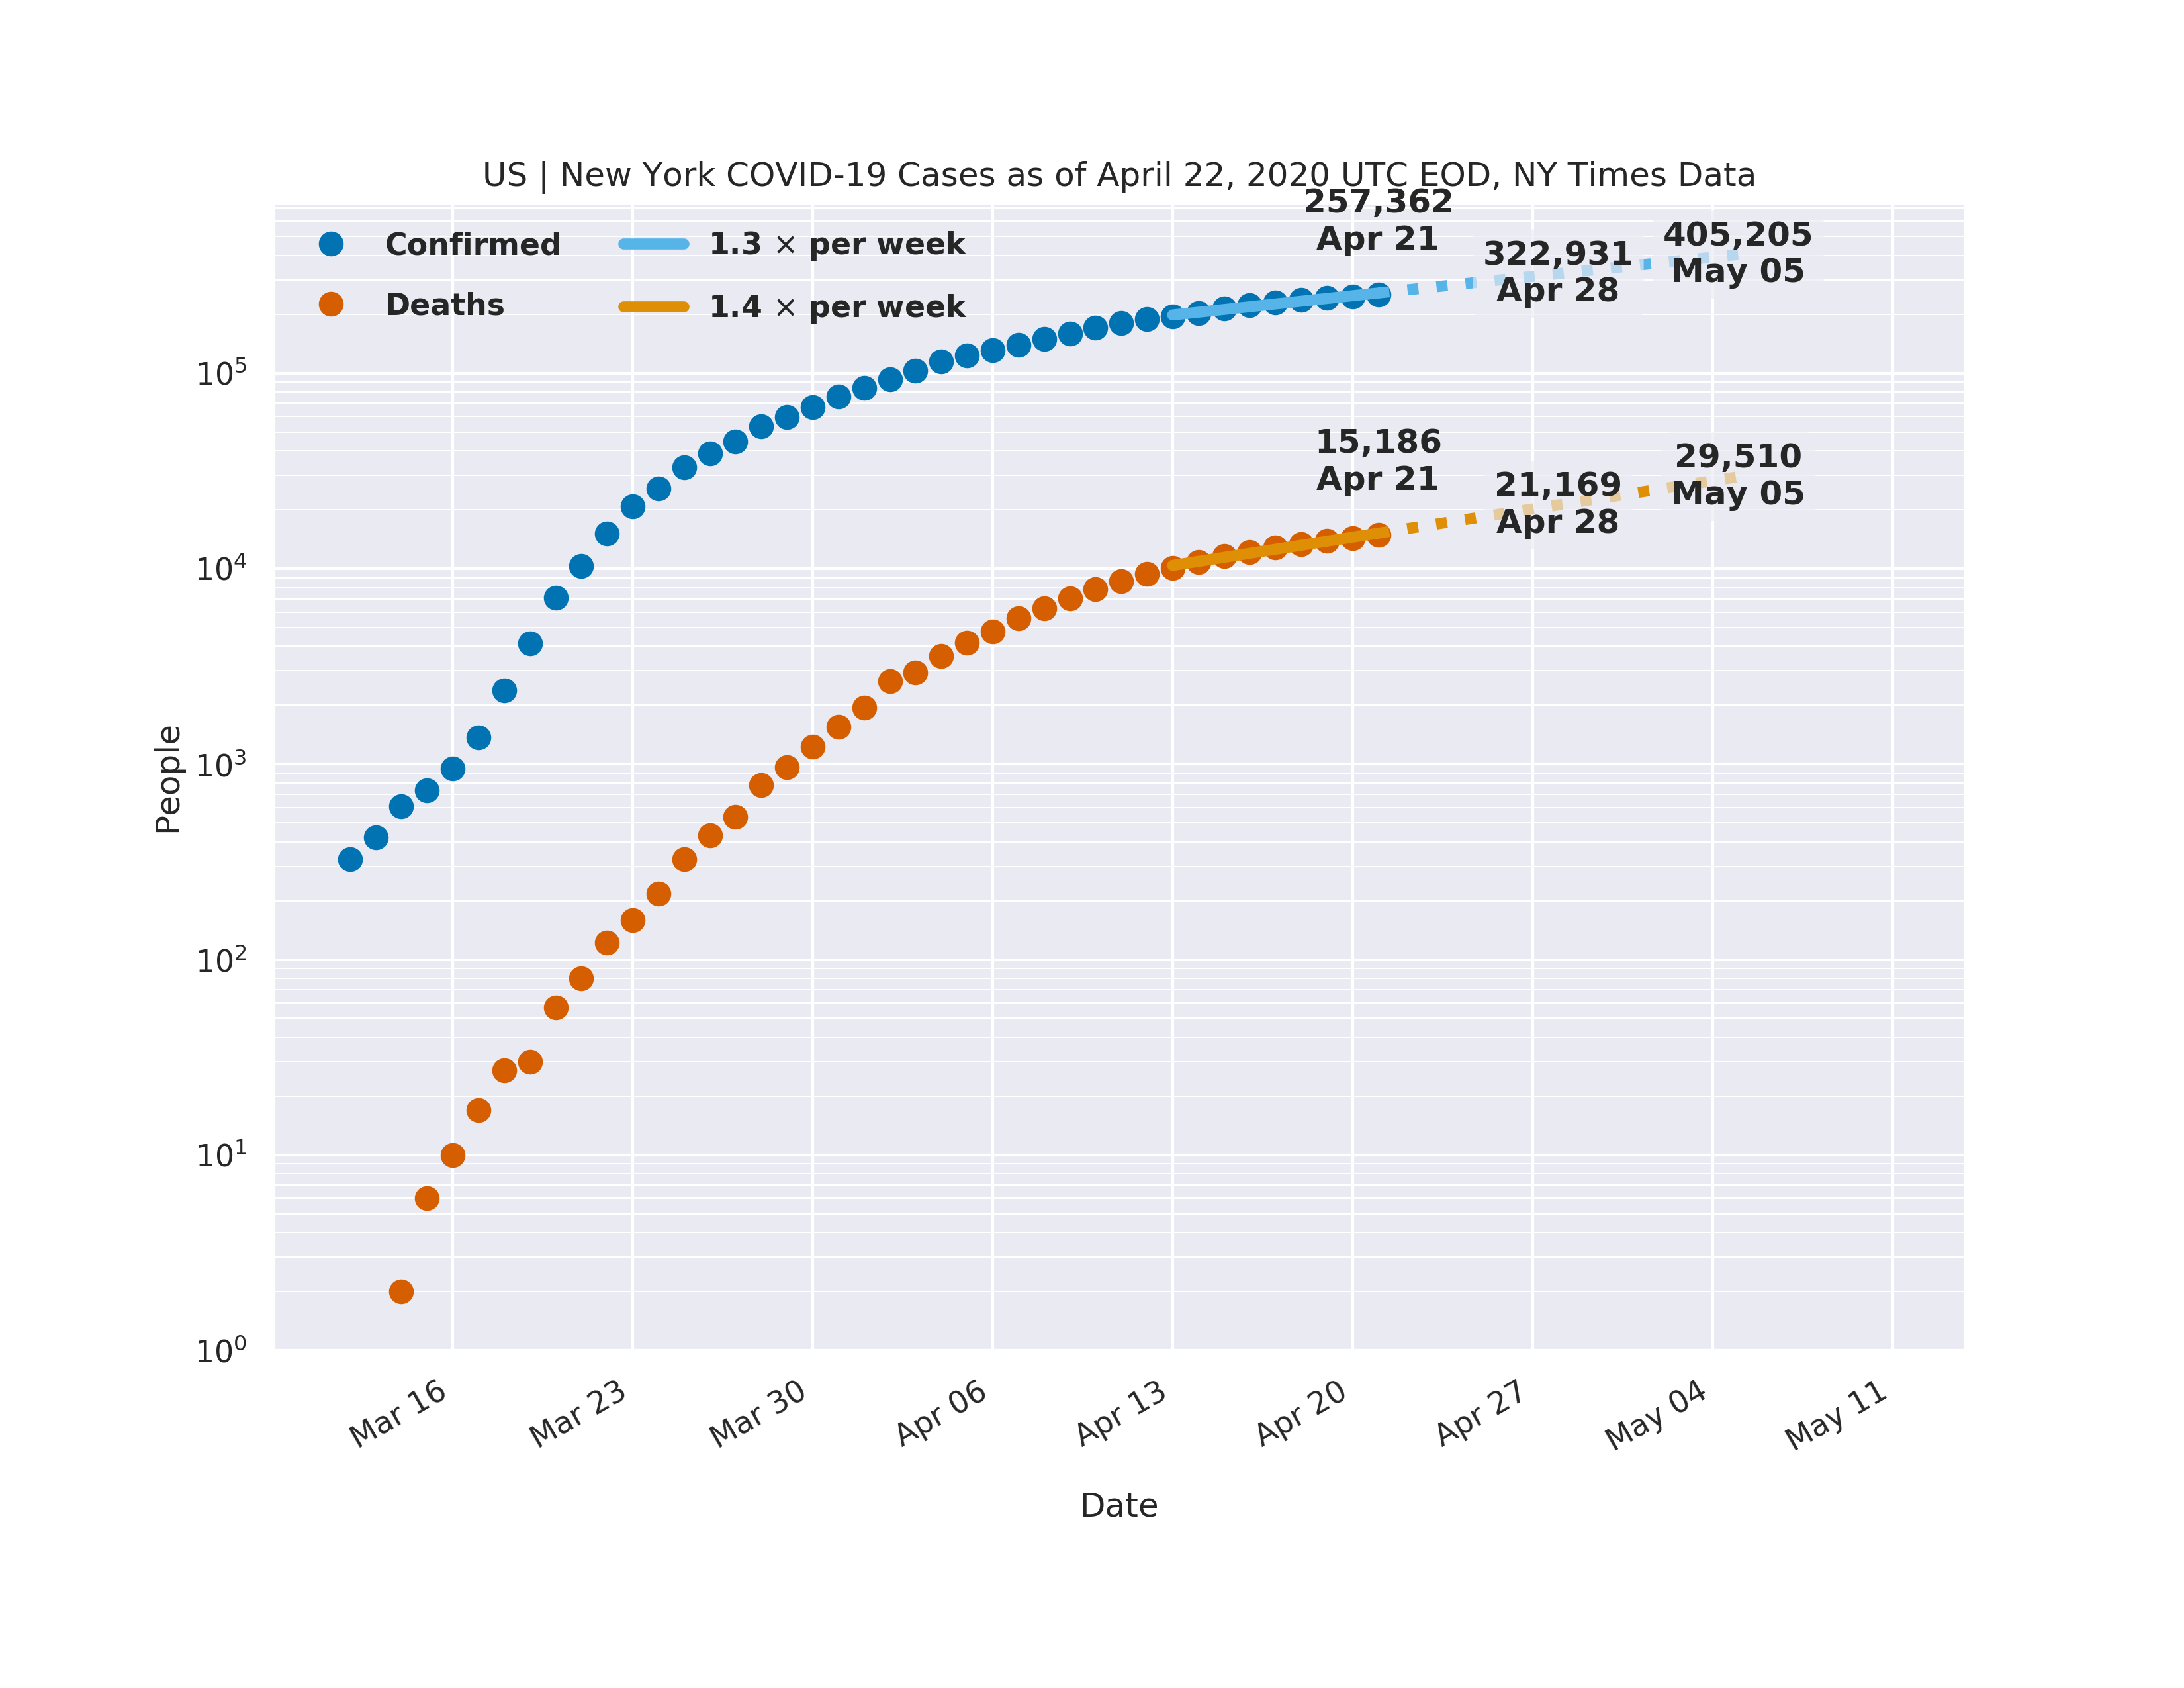 US | New York COVID-19 Cases as of April 22, 2020 UTC EOD, NY Times Data
257,362
Apr 21
322,931
Apr 28
405,205
May 05
Confirmed
Deaths
1.3 × per week
1.4 × per week
15,186
Apr 21
21,169
Apr 28
29,510
May 05
People
10⁵
10⁴
10³
10²
10¹
10⁰
Mar 16
Mar 23
Mar 30
Apr 06
Apr 13
Apr 20
Apr 27
May 04
May 11
Date